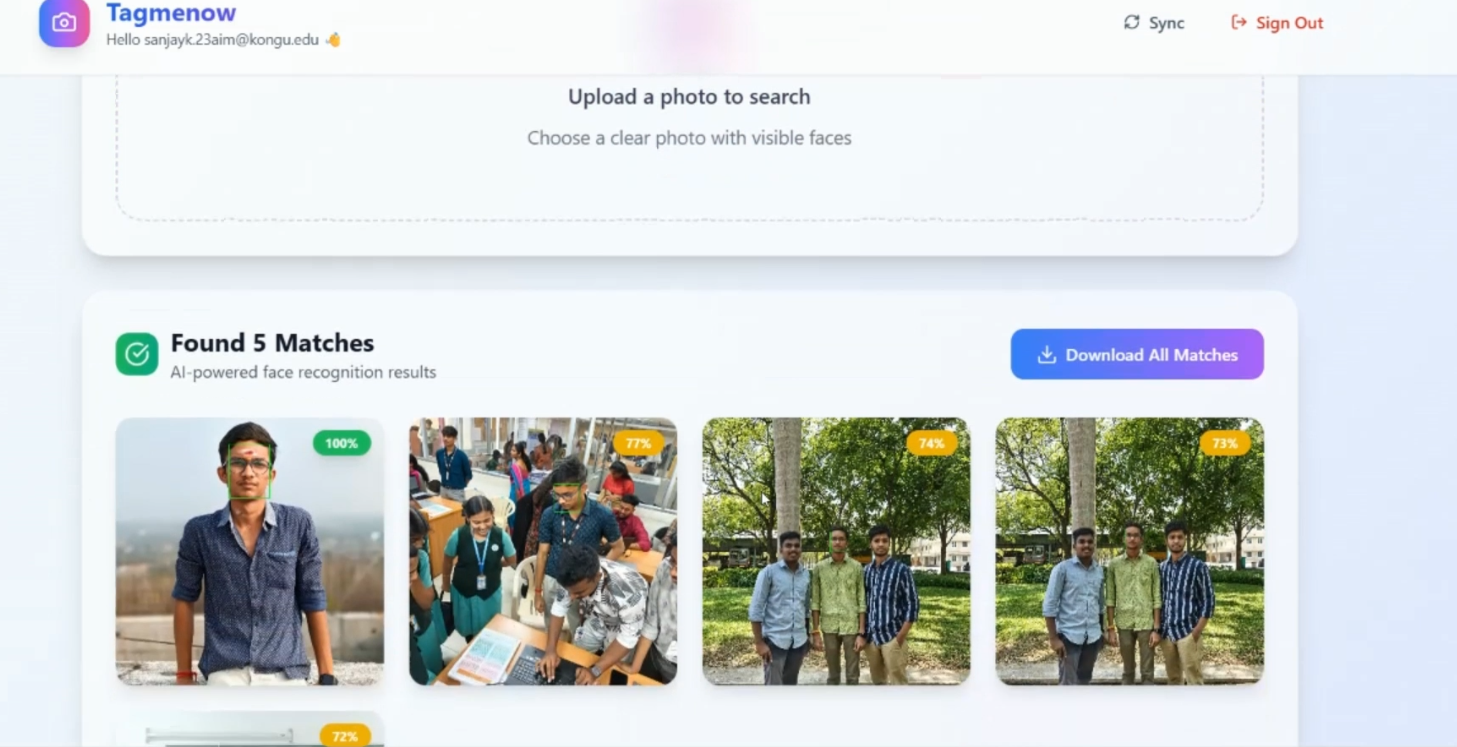 Tagmenow
Hello sanjayk.23aim@kongu.edu 👋
Sync
Sign Out
Upload a photo to search
Choose a clear photo with visible faces
Found 5 Matches
AI-powered face recognition results
Download All Matches
100%
77%
74%
73%
72%